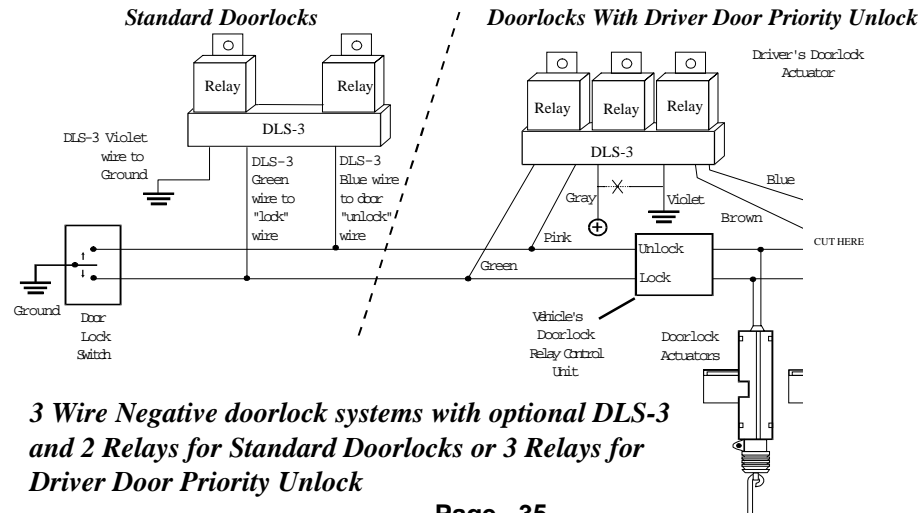 Standard Doorlocks
Doorlocks With Driver Door Priority Unlock
Relay
Relay
DLS-3
DLS-3 Violet
wire to
Ground
DLS-3
Green
wire to
"lock"
wire
DLS-3
Blue wire
to door
"unlock"
wire
Ground
Door
Lock
Switch
Driver's Doorlock
Actuator
Relay
Relay
Relay
DLS-3
Gray
X
Violet
Blue
Brown
Pink
Green
CUT HERE
Unlock
Lock
Vehicle's
Doorlock
Relay Control
Unit
Doorlock
Actuators
3 Wire Negative doorlock systems with optional DLS-3
and 2 Relays for Standard Doorlocks or 3 Relays for
Driver Door Priority Unlock
Page - 35